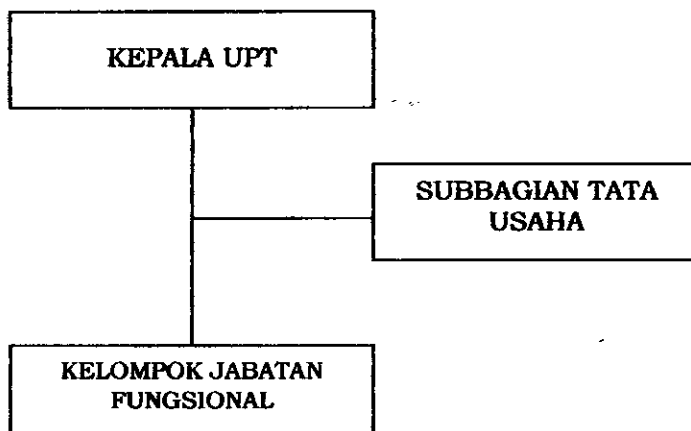 KEPALA UPT
SUBBAGIAN TATA
USAHA
KELOMPOK JABATAN
FUNGSIONAL